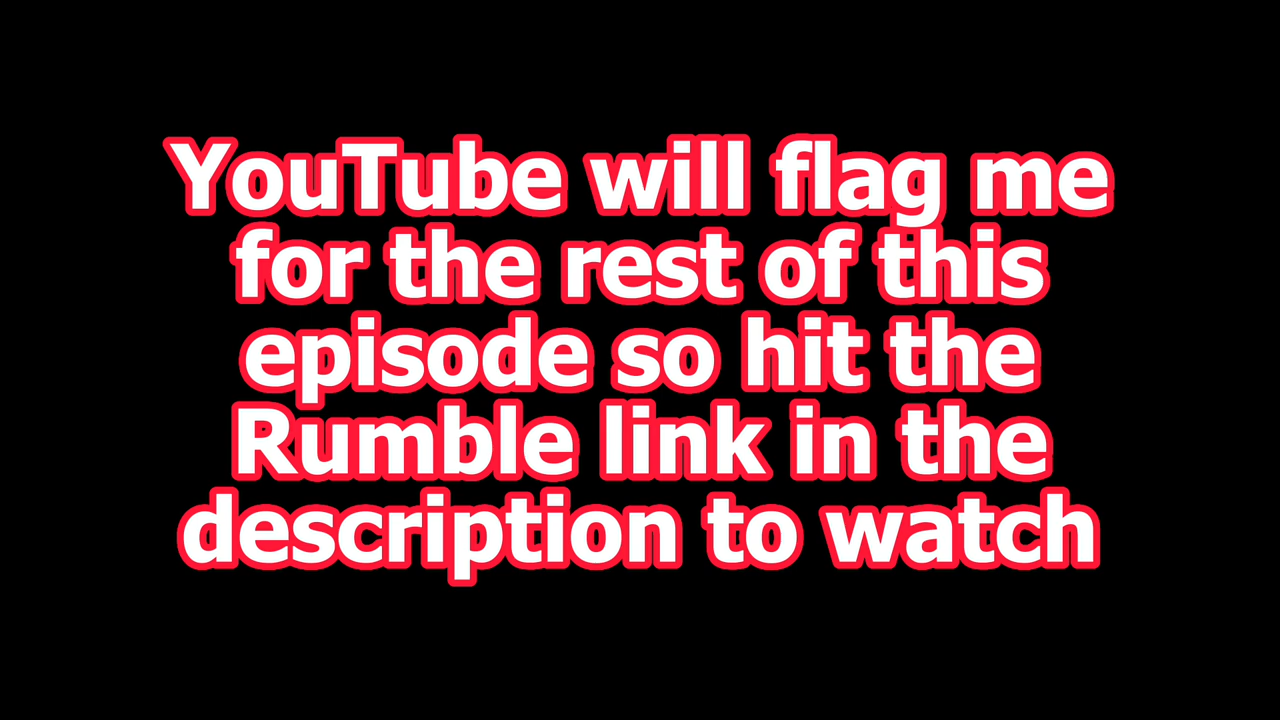 YouTube will flag me
for the rest of this
episode so hit the
Rumble link in the
description to watch